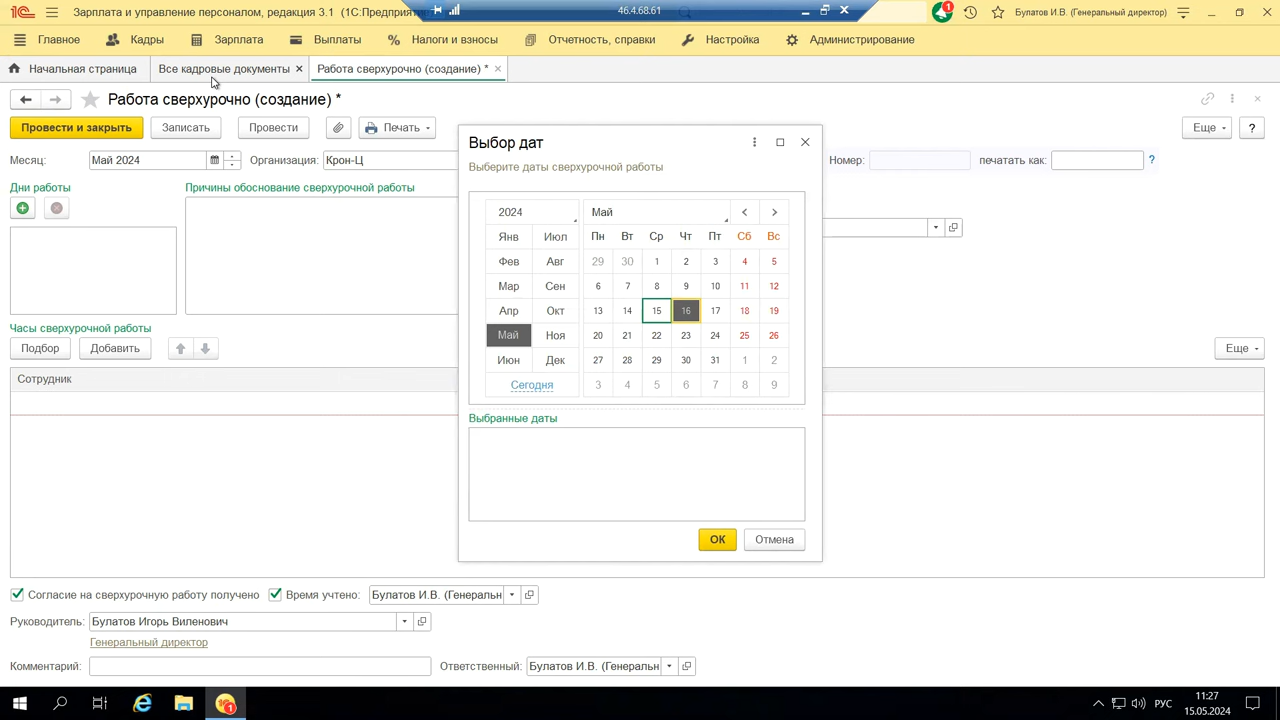 Зарплата и управление персоналом, редакция 3.1 (1С:Предприятие
46.4.68.61
1
Булатов И.В. (Генеральный директор)
Главное
Кадры
Зарплата
Выплаты
Налоги и взносы
Отчетность, справки
Настройка
Администрирование
Начальная страница
Все кадровые документы ×
Работа сверхурочно (создание) * ×
Работа сверхурочно (создание) *
Провести и закрыть
Записать
Провести
Печать
Еще
?
Месяц:
Май 2024
Организация:
Крон-Ц
Номер:
печатать как:
?
Дни работы
Причины обоснование сверхурочной работы
Часы сверхурочной работы
Подбор
Добавить
Еще
Сотрудник
Выбор дат
Выберите даты сверхурочной работы
2024
Май
Янв Июл
Фев Авг
Мар Сен
Апр Окт
Май Ноя
Июн Дек
Сегодня
Пн Вт Ср Чт Пт Сб Вс
29 30 1 2 3 4 5
6 7 8 9 10 11 12
13 14 15 16 17 18 19
20 21 22 23 24 25 26
27 28 29 30 31 1 2
3 4 5 6 7 8 9
Выбранные даты
ОК
Отмена
Согласие на сверхурочную работу получено
Время учтено:
Булатов И.В. (Генеральн
Руководитель:
Булатов Игорь Виленович
Генеральный директор
Комментарий:
Ответственный:
Булатов И.В. (Генеральн
РУС
11:27
15.05.2024